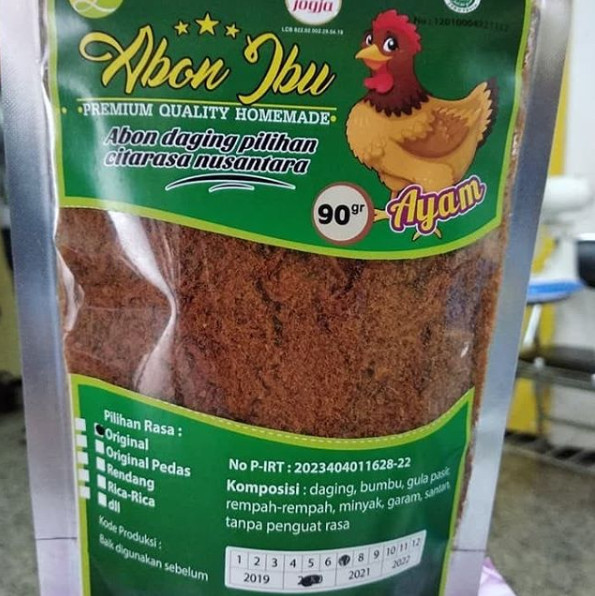 jogja
Abon Ibu
PREMIUM QUALITY HOMEMADE
Abon daging pilihan
citarasa nusantara
90gr
Ayam
Pilihan Rasa :
Original
Original Pedas
Rendang
Rica-Rica
dll
Kode Produksi :
Baik digunakan sebelum
No P-IRT : 2023404011628-22
Komposisi : daging, bumbu, gula pasir,
rempah-rempah, minyak, garam, santan,
tanpa penguat rasa
1 2 3 4 5 6 8 9 10 11 12
2019 2021 2022